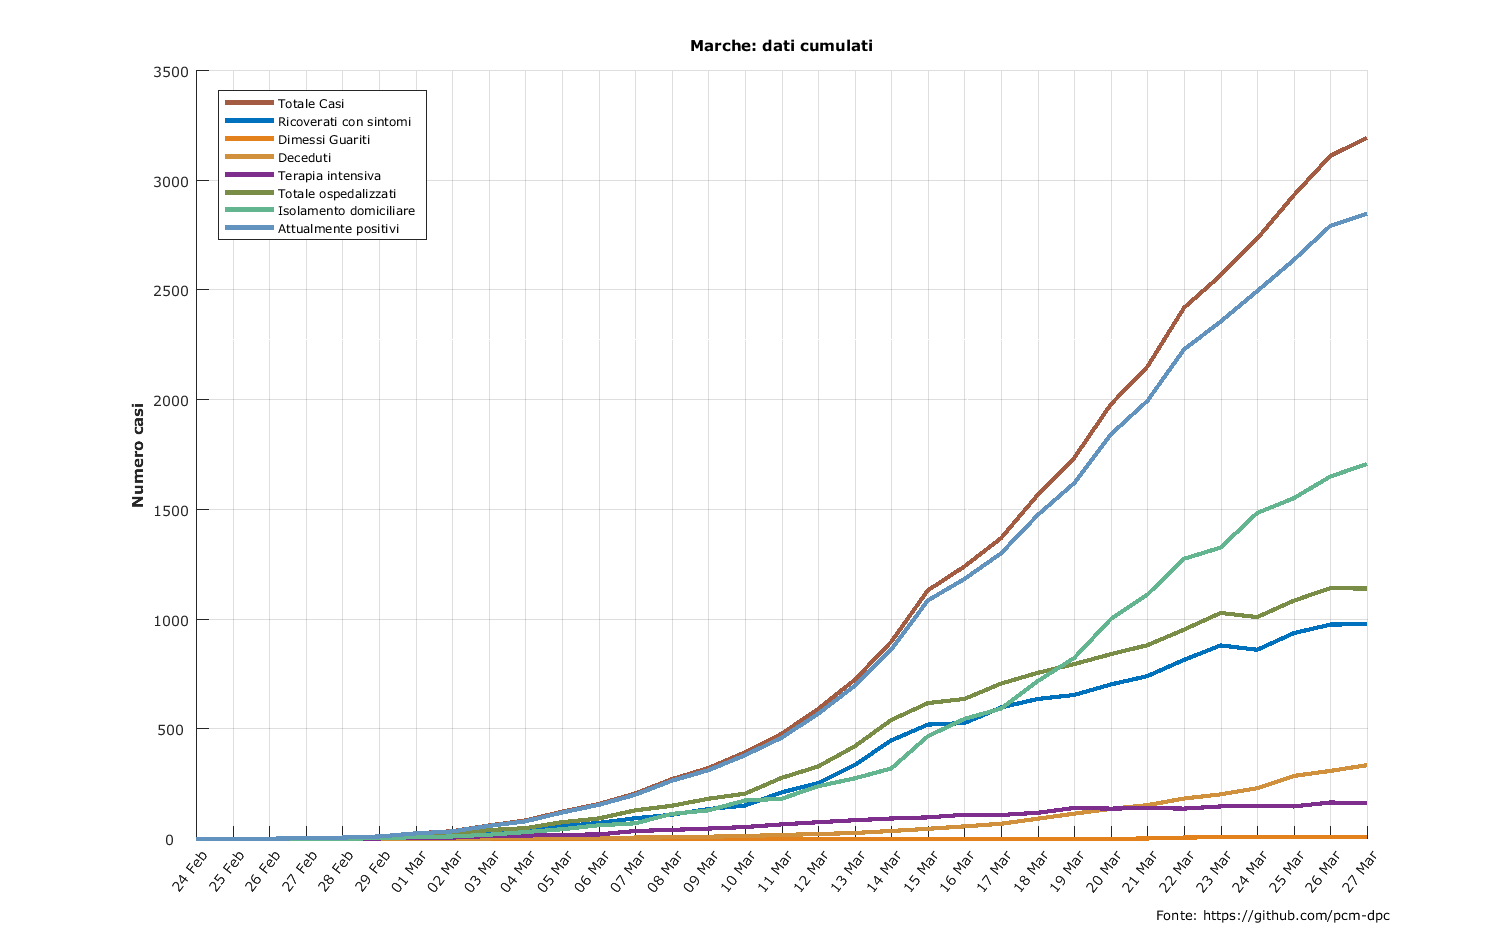 Marche: dati cumulati
3500
3000
2500
2000
1500
1000
500
0
Numero casi
Totale Casi
Ricoverati con sintomi
Dimessi Guariti
Deceduti
Terapia intensiva
Totale ospedalizzati
Isolamento domiciliare
Attualmente positivi
24 Feb
25 Feb
26 Feb
27 Feb
28 Feb
29 Feb
01 Mar
02 Mar
03 Mar
04 Mar
05 Mar
06 Mar
07 Mar
08 Mar
09 Mar
10 Mar
11 Mar
12 Mar
13 Mar
14 Mar
15 Mar
16 Mar
17 Mar
18 Mar
19 Mar
20 Mar
21 Mar
22 Mar
23 Mar
24 Mar
25 Mar
26 Mar
27 Mar
Fonte: https://github.com/pcm-dpc